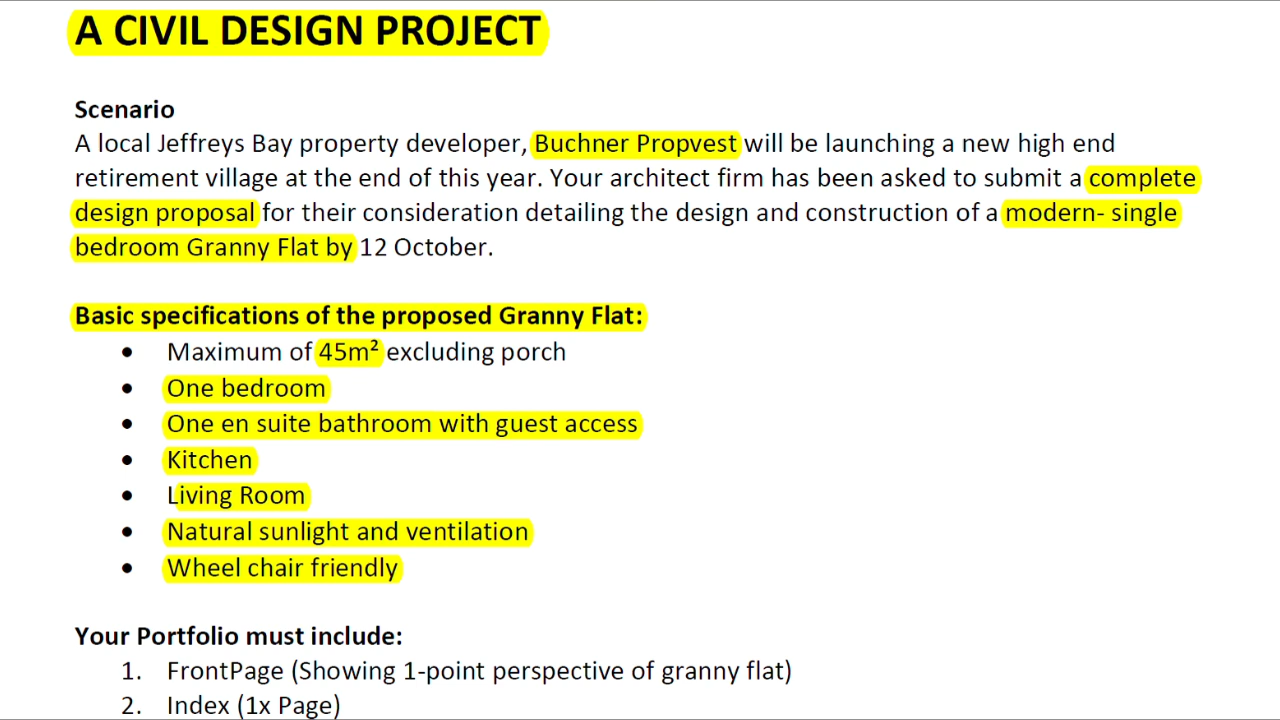 A CIVIL DESIGN PROJECT
Scenario
A local Jeffreys Bay property developer, Buchner Propvest will be launching a new high end
retirement village at the end of this year. Your architect firm has been asked to submit a complete
design proposal for their consideration detailing the design and construction of a modern- single
bedroom Granny Flat by 12 October.
Basic specifications of the proposed Granny Flat:
• Maximum of 45m² excluding porch
• One bedroom
• One en suite bathroom with guest access
• Kitchen
• Living Room
• Natural sunlight and ventilation
• Wheel chair friendly
Your Portfolio must include:
1. FrontPage (Showing 1-point perspective of granny flat)
2. Index (1x Page)